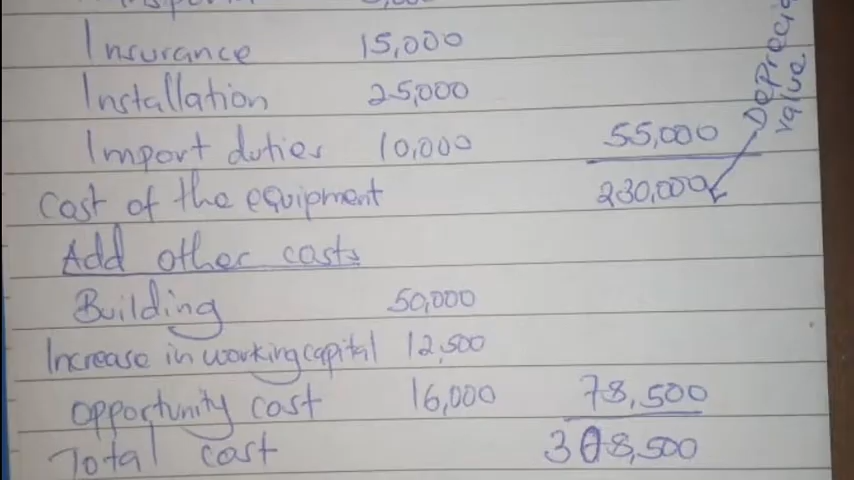 Insurance 15,000
Installation 25,000
Import duties 10,000 55,000
Cost of the equipment 230,000
Add other costs
Building 50,000
Increase in working capital 12,500
Opportunity cost 16,000 78,500
Total cost 308,500
value